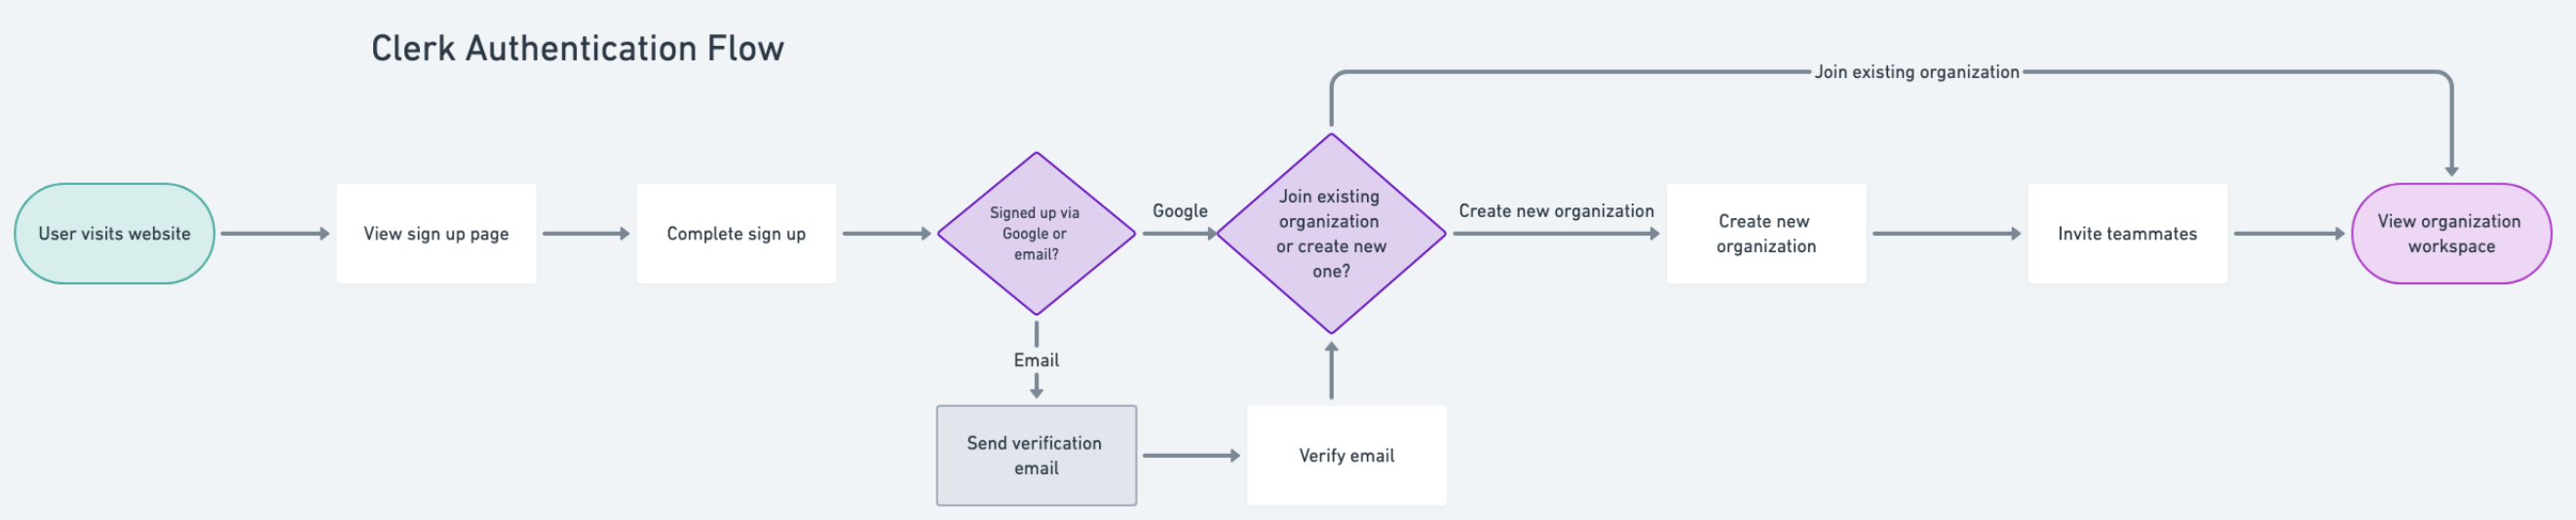 Clerk Authentication Flow
Join existing organization
User visits website
View sign up page
Complete sign up
Signed up via
Google or
email?
Google
Join existing
organization
or create new
one?
Create new organization
Create new
organization
Invite teammates
View organization
workspace
Email
Send verification
email
Verify email